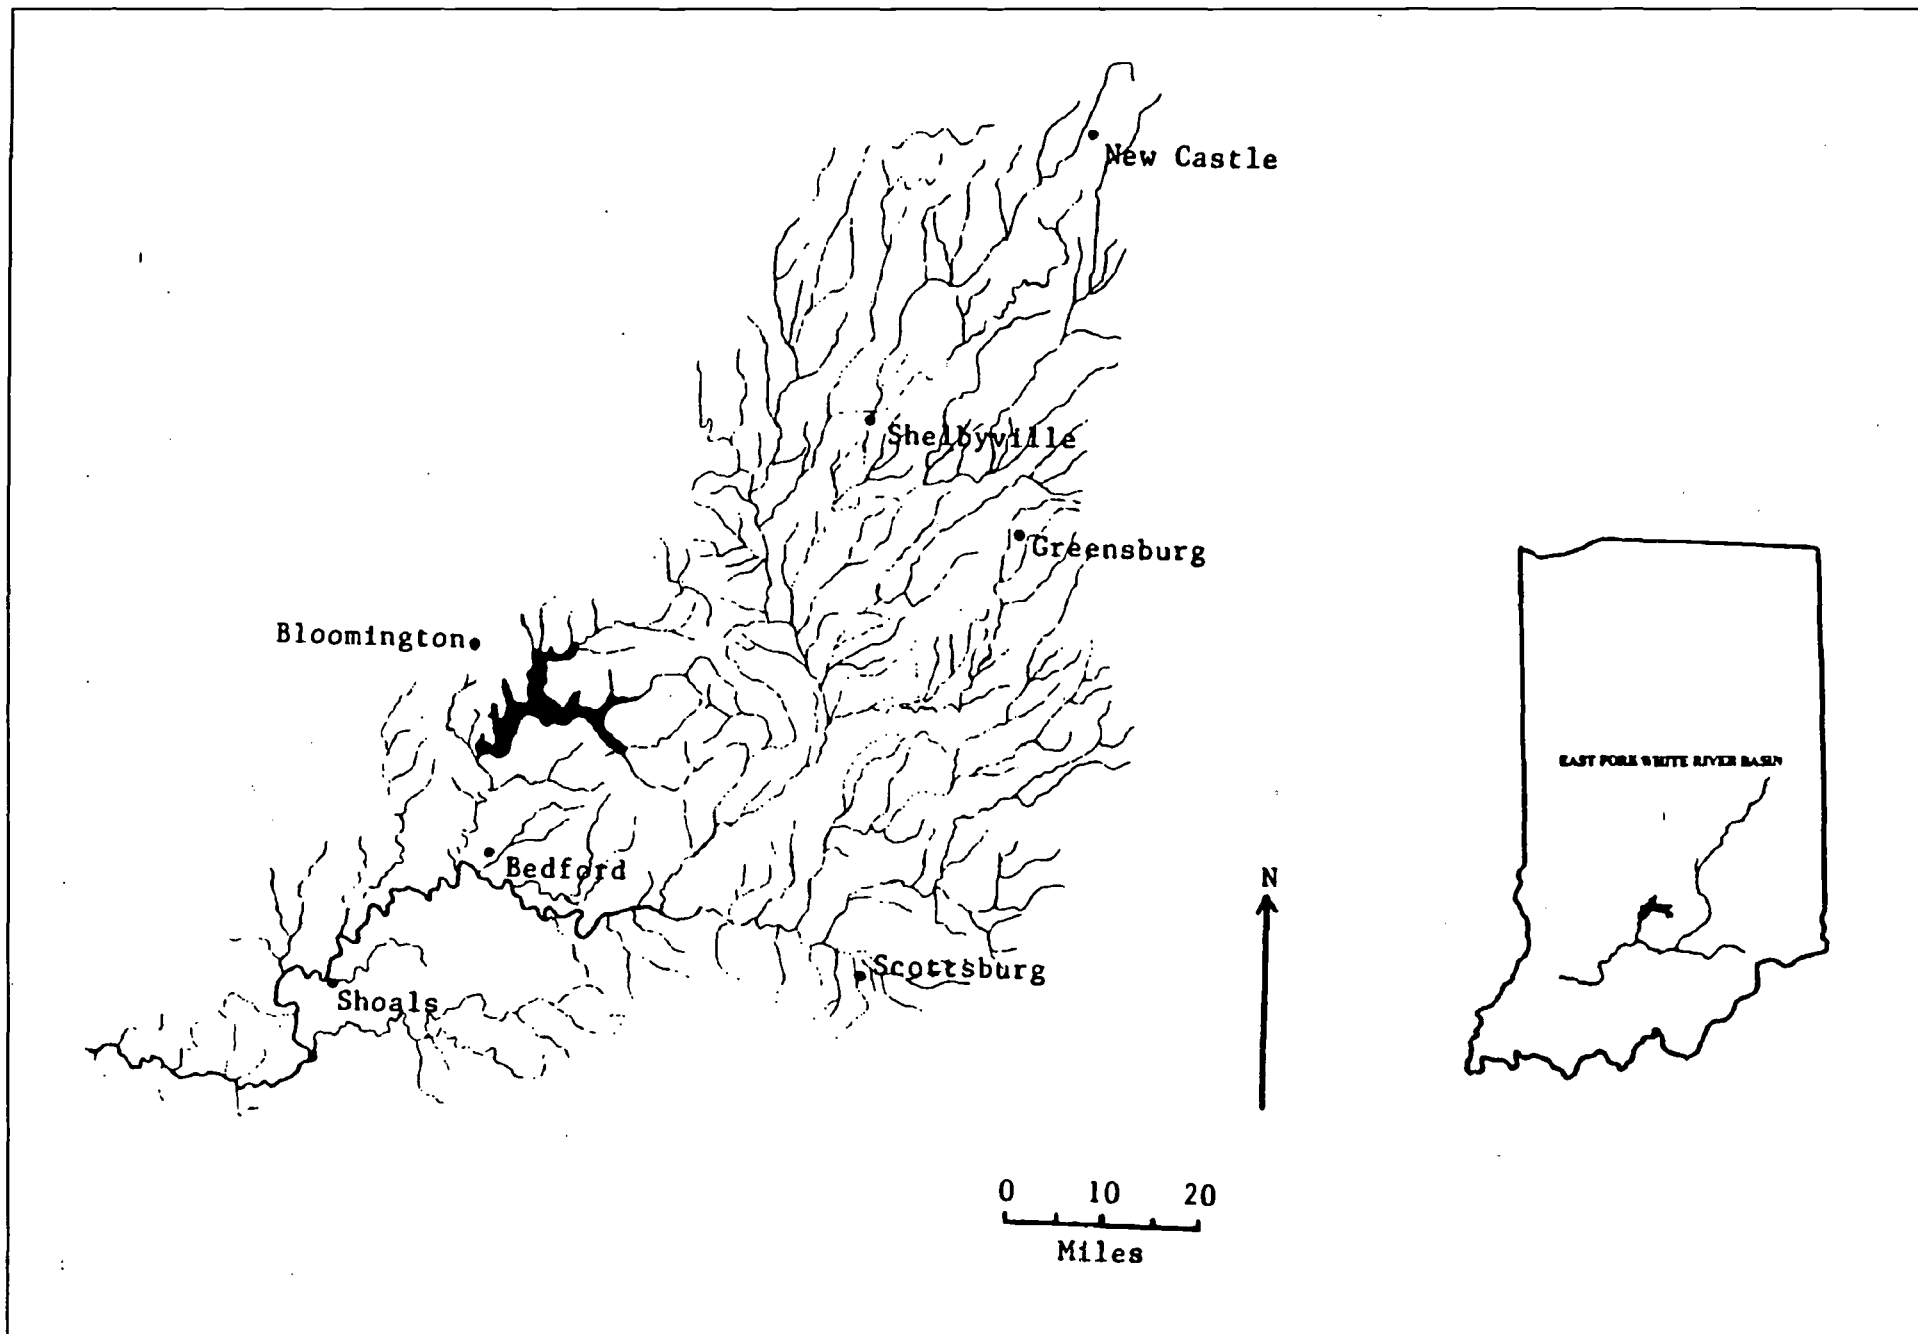 New Castle
Shelbyville
Greensburg
Bloomington
EAST FORK WHITE RIVER BASIN
Bedford
N
Scottsburg
Shoals
0 10 20
Miles